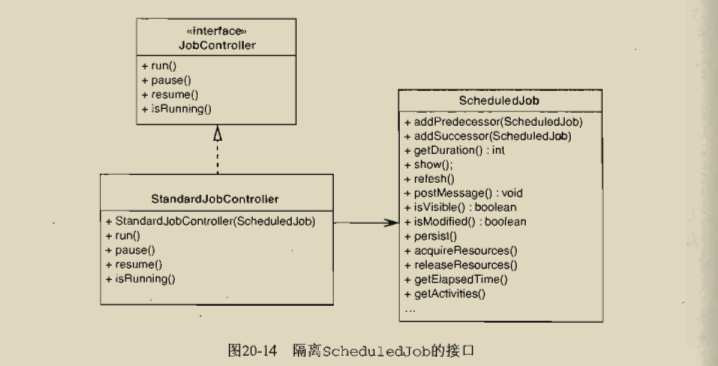 «interface»
JobController
+ run()
+ pause()
+ resume()
+ isRunning()
ScheduledJob
+ addPredecessor(ScheduledJob)
+ addSuccessor(ScheduledJob)
+ getDuration() : int
+ show();
+ refesh()
+ postMessage() : void
+ isVisible() : boolean
+ isModified() : boolean
+ persist()
+ acquireResources()
+ releaseResources()
+ getElapsedTime()
+ getActivities()
...
StandardJobController
+ StandardJobController(ScheduledJob)
+ run()
+ pause()
+ resume()
+ isRunning()
图20-14 隔离ScheduledJob的接口